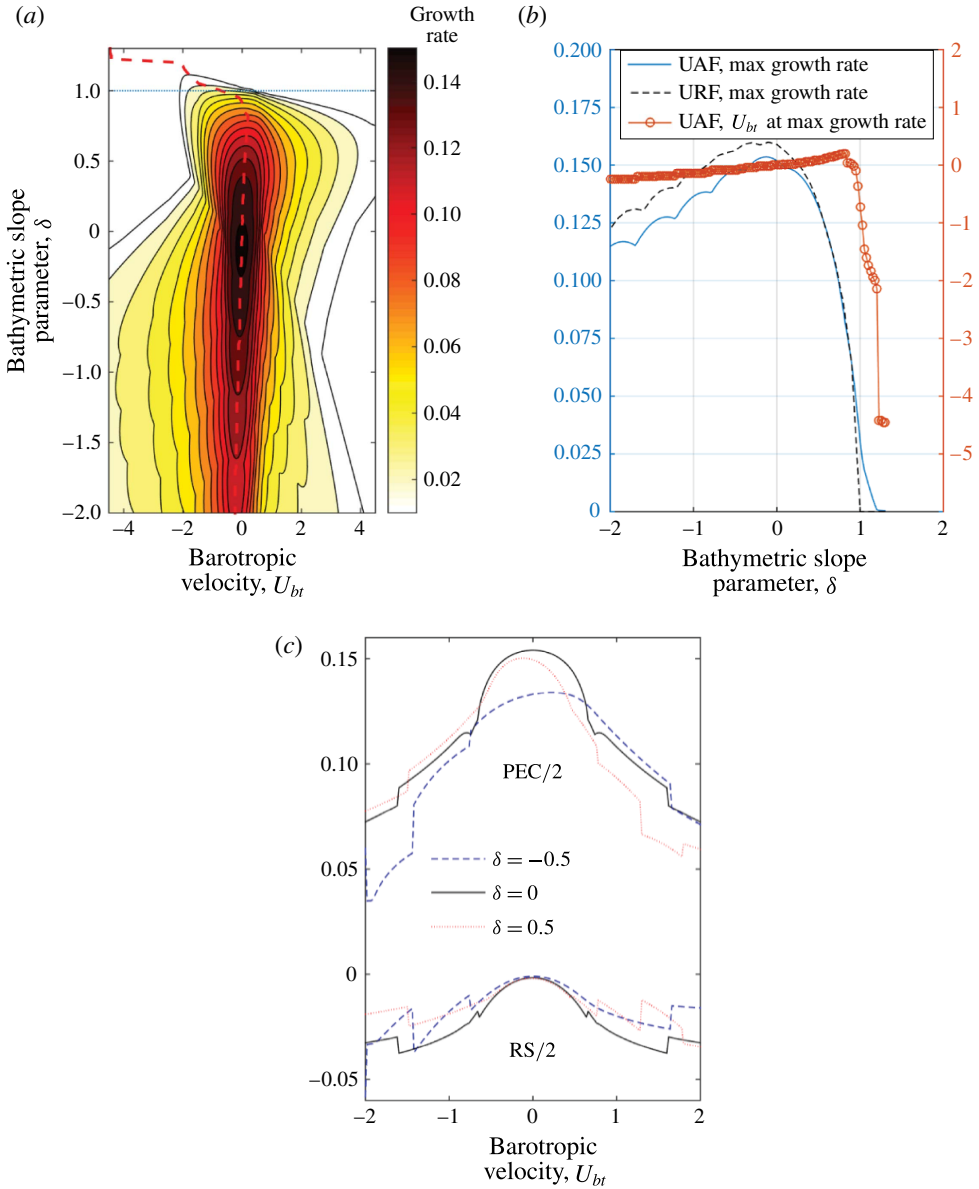 (a)
Growth
rate
1.0
0.5
0
–0.5
–1.0
–1.5
–2.0
Bathymetric slope
parameter, δ
–4
–2
0
2
4
Barotropic
velocity, U_bt
0.14
0.12
0.10
0.08
0.06
0.04
0.02
(b)
0.200
0.175
0.150
0.125
0.100
0.075
0.050
0.025
0
UAF, max growth rate
URF, max growth rate
UAF, U_bt at max growth rate
2
1
0
–1
–2
–3
–4
–5
–2
–1
0
1
2
Bathymetric slope
parameter, δ
(c)
0.15
0.10
0.05
0
–0.05
PEC/2
δ = −0.5
δ = 0
δ = 0.5
RS/2
–2
–1
0
1
2
Barotropic
velocity, U_bt